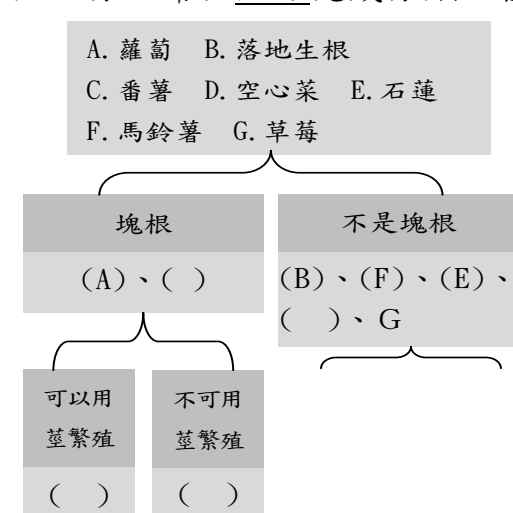 A. 蘿蔔 B. 落地生根
C. 番薯 D. 空心菜 E. 石蓮
F. 馬鈴薯 G. 草莓
塊根
不是塊根
(A)、( )
(B)、(F)、(E)、
( )、G
可以用
莖繁殖
不可用
莖繁殖
( )
( )